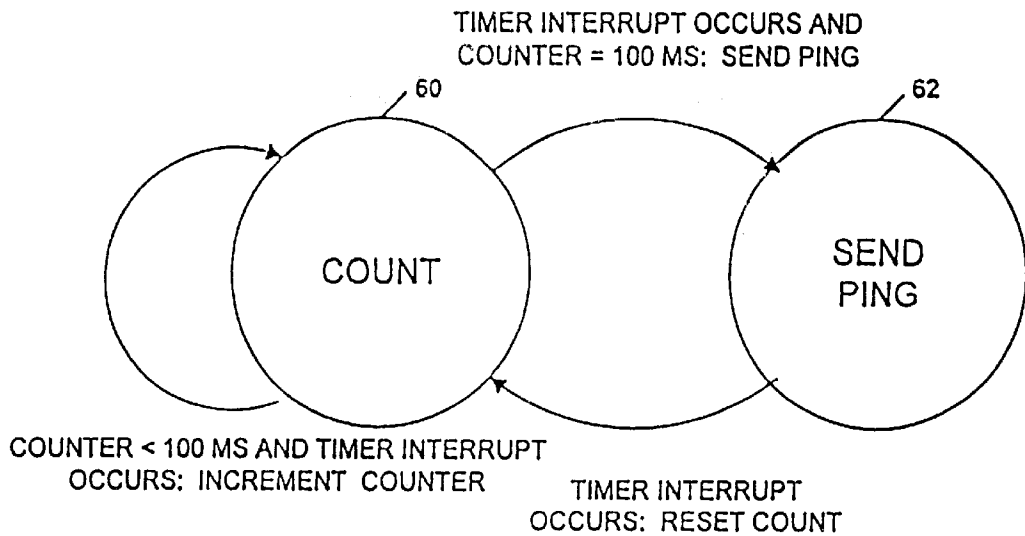 TIMER INTERRUPT OCCURS AND
COUNTER = 100 MS: SEND PING
60
62
COUNT
SEND
PING
COUNTER < 100 MS AND TIMER INTERRUPT
OCCURS: INCREMENT COUNTER
TIMER INTERRUPT
OCCURS: RESET COUNT